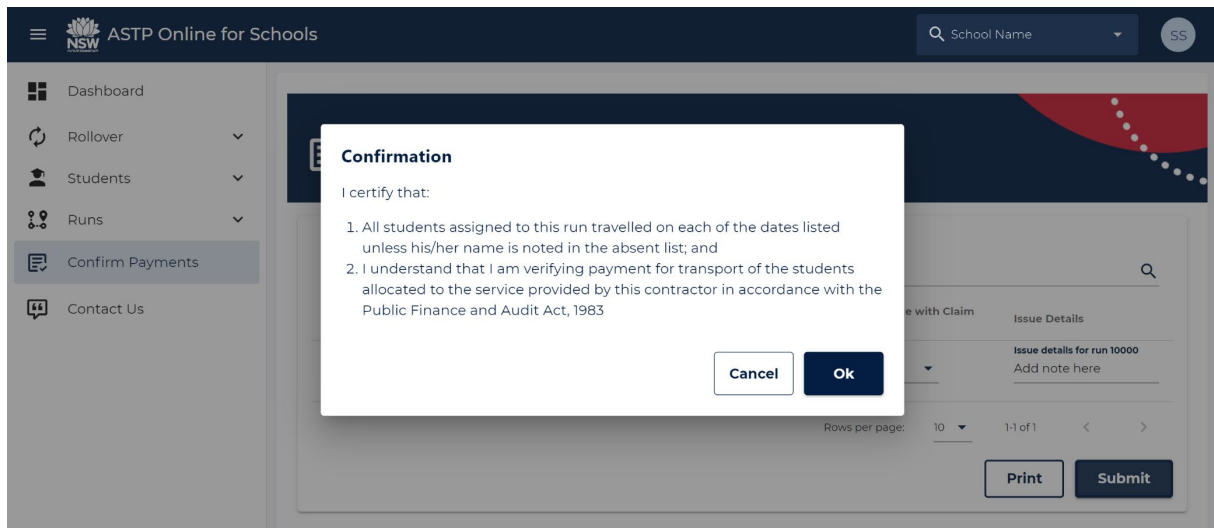 NSW
ASTP Online for Schools
School Name
SS
Dashboard
Rollover
Students
Runs
Confirm Payments
Contact Us
Confirmation
I certify that:
1. All students assigned to this run travelled on each of the dates listed
unless his/her name is noted in the absent list; and
2. I understand that I am verifying payment for transport of the students
allocated to the service provided by this contractor in accordance with the
Public Finance and Audit Act, 1983
Cancel
Ok
e with Claim
Issue Details
Issue details for run 10000
Add note here
Rows per page:
10
1-1 of 1
Print
Submit